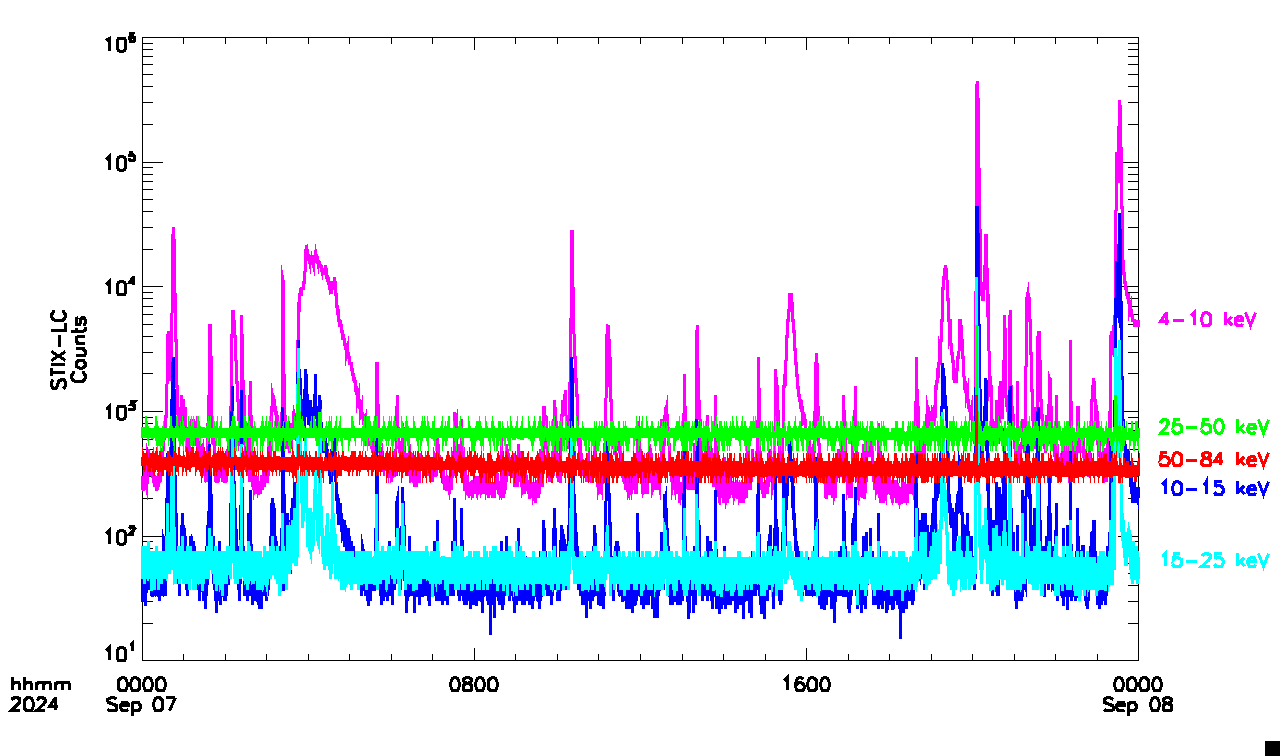 10⁶
10⁵
10⁴
10³
10²
10¹
STIX-LC
Counts
4-10 keV
25-50 keV
50-84 keV
10-15 keV
15-25 keV
hhmm 0000 0800 1600 0000
2024 Sep 07 Sep 08